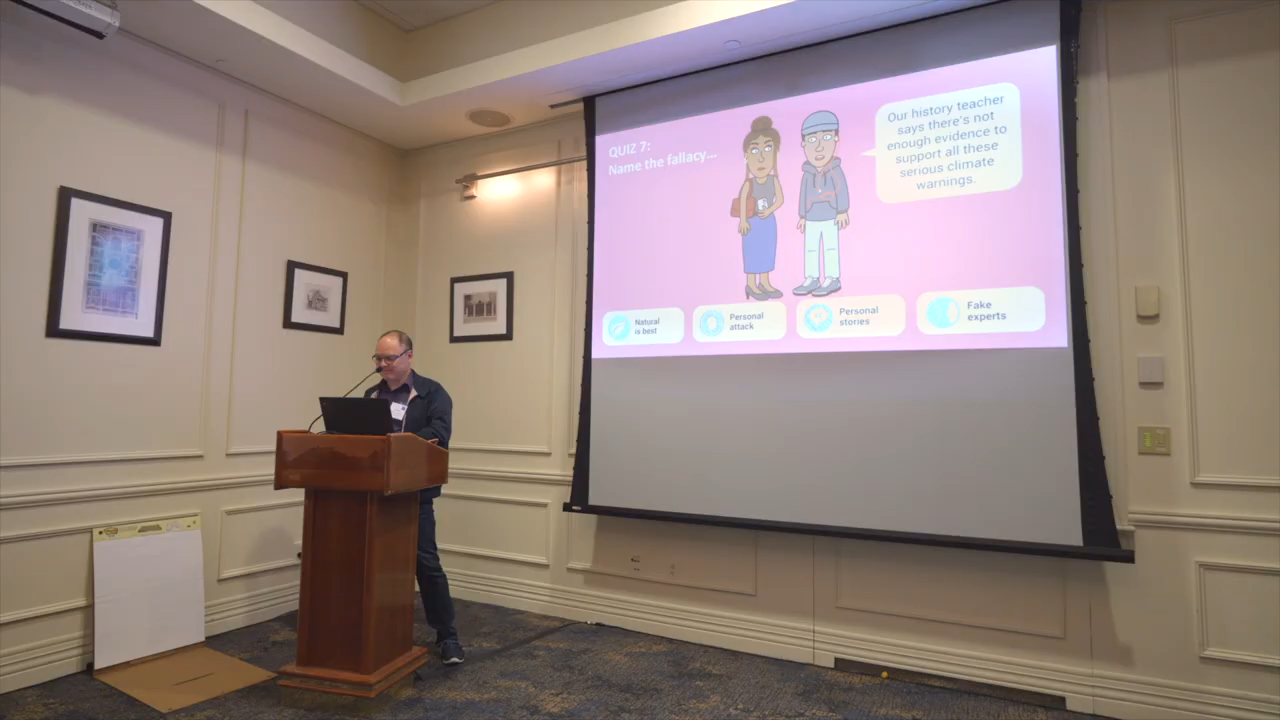 QUIZ 7:
Name the fallacy...
Our history teacher
says there's not
enough evidence to
support all these
serious climate
warnings.
Natural
is best
Personal
attack
Personal
stories
Fake
experts